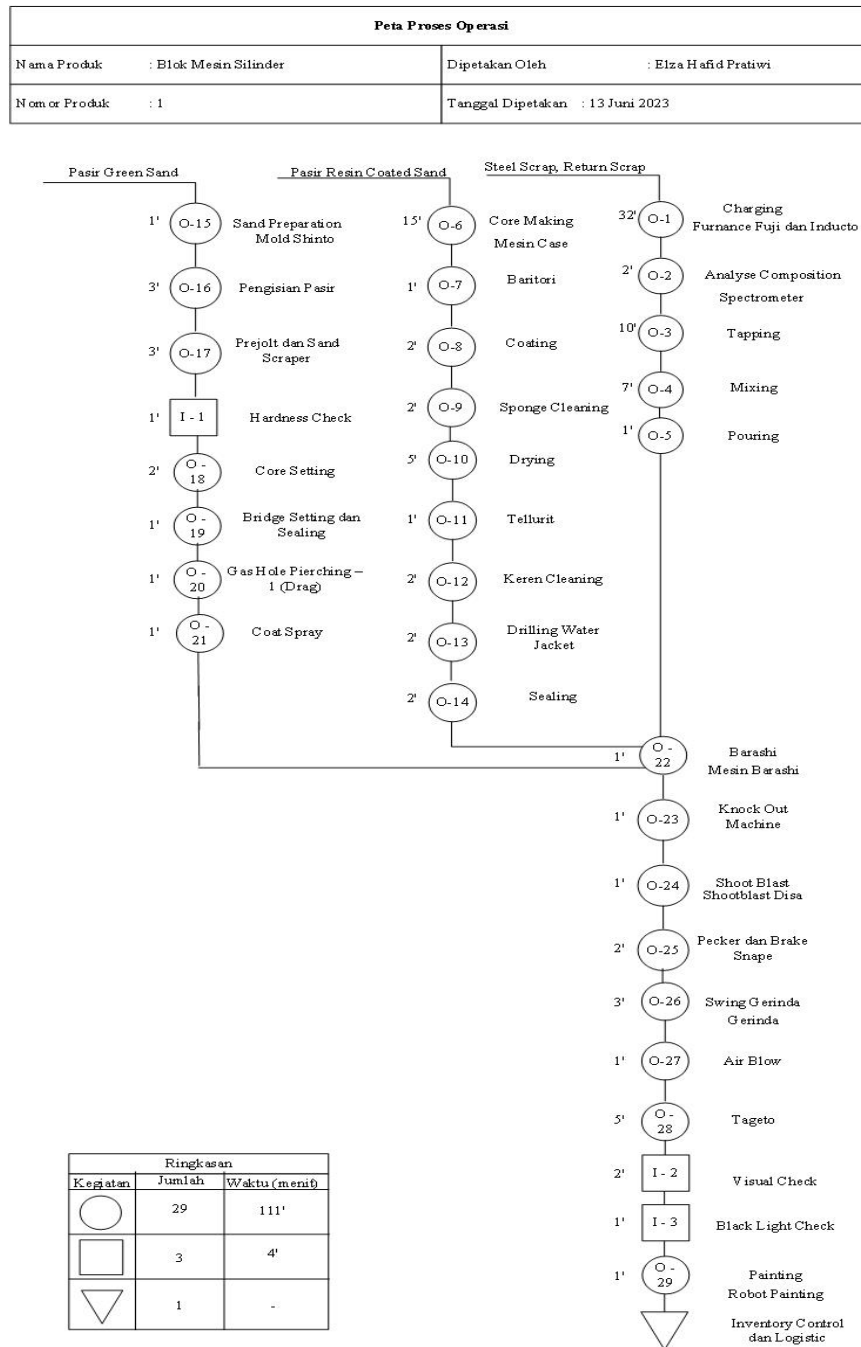 Peta Proses Operasi
Nama Produk : Blok Mesin Silinder
Dipetakan Oleh : Elza Hafid Pratiwi
Nomor Produk : 1
Tanggal Dipetakan : 13 Juni 2023
Pasir Green Sand
1' O-15 Sand Preparation
Mold Shinto
3' O-16 Pengisian Pasir
3' O-17 Prejolt dan Sand
Scraper
1' I - 1 Hardness Check
2' O -
18 Core Setting
1' O -
19 Bridge Setting dan
Sealing
1' O -
20 Gas Hole Pierching –
1 (Drag)
1' O -
21 Coat Spray
Pasir Resin Coated Sand
15' O-6 Core Making
Mesin Case
1' O-7 Baritori
2' O-8 Coating
2' O-9 Sponge Cleaning
5' O-10 Drying
1' O-11 Tellurit
2' O-12 Keren Cleaning
2' O-13 Drilling Water
Jacket
2' O-14 Sealing
Steel Scrap, Return Scrap
32' O-1 Charging
Furnance Fuji dan Inducto
2' O-2 Analyse Composition
Spectrometer
10' O-3 Tapping
7' O-4 Mixing
1' O-5 Pouring
1' O -
22 Barashi
Mesin Barashi
1' O-23 Knock Out
Machine
1' O-24 Shoot Blast
Shootblast Disa
2' O-25 Pecker dan Brake
Snape
3' O-26 Swing Gerinda
Gerinda
1' O-27 Air Blow
5' O -
28 Tageto
2' I - 2 Visual Check
1' I - 3 Black Light Check
1' O -
29 Painting
Robot Painting
Inventory Control
dan Logistic
Ringkasan
Kegiatan Jumlah Waktu (menit)
29 111'
3 4'
1 -